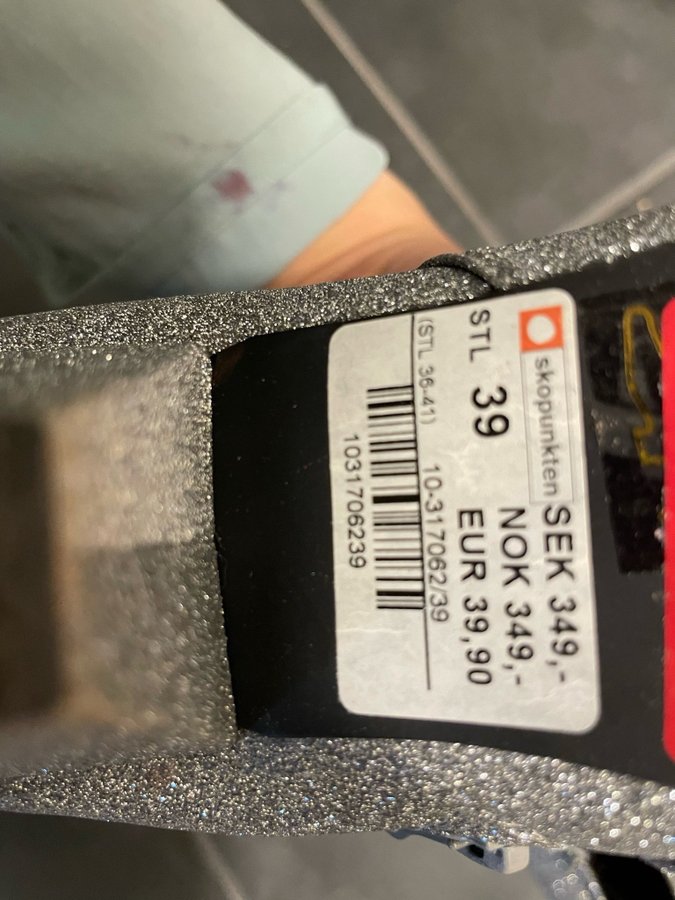 skopunkten
SEK 349,-
NOK 349,-
STL 39
EUR 39,90
(STL 36-41)
10-317062/39
1031706239